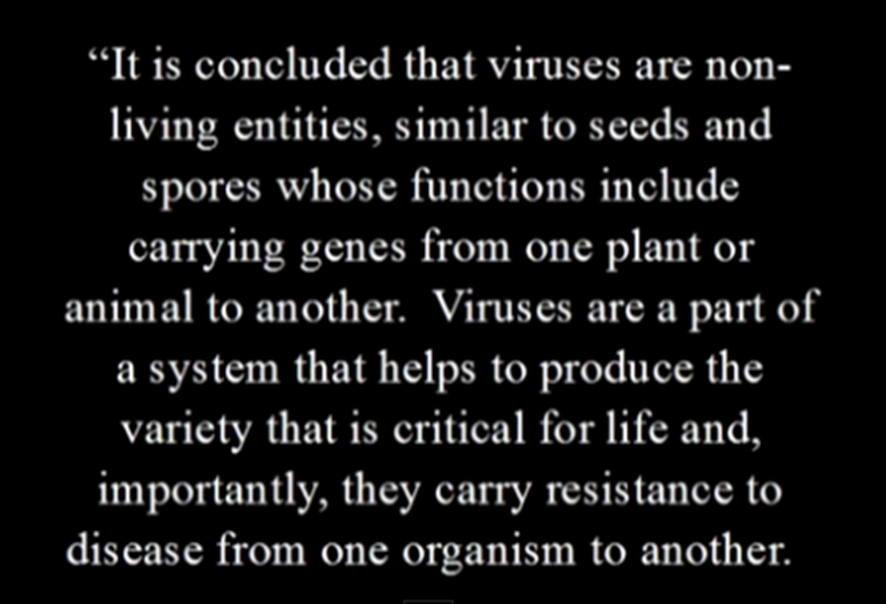 “It is concluded that viruses are non-
living entities, similar to seeds and
spores whose functions include
carrying genes from one plant or
animal to another.  Viruses are a part of
a system that helps to produce the
variety that is critical for life and,
importantly, they carry resistance to
disease from one organism to another.